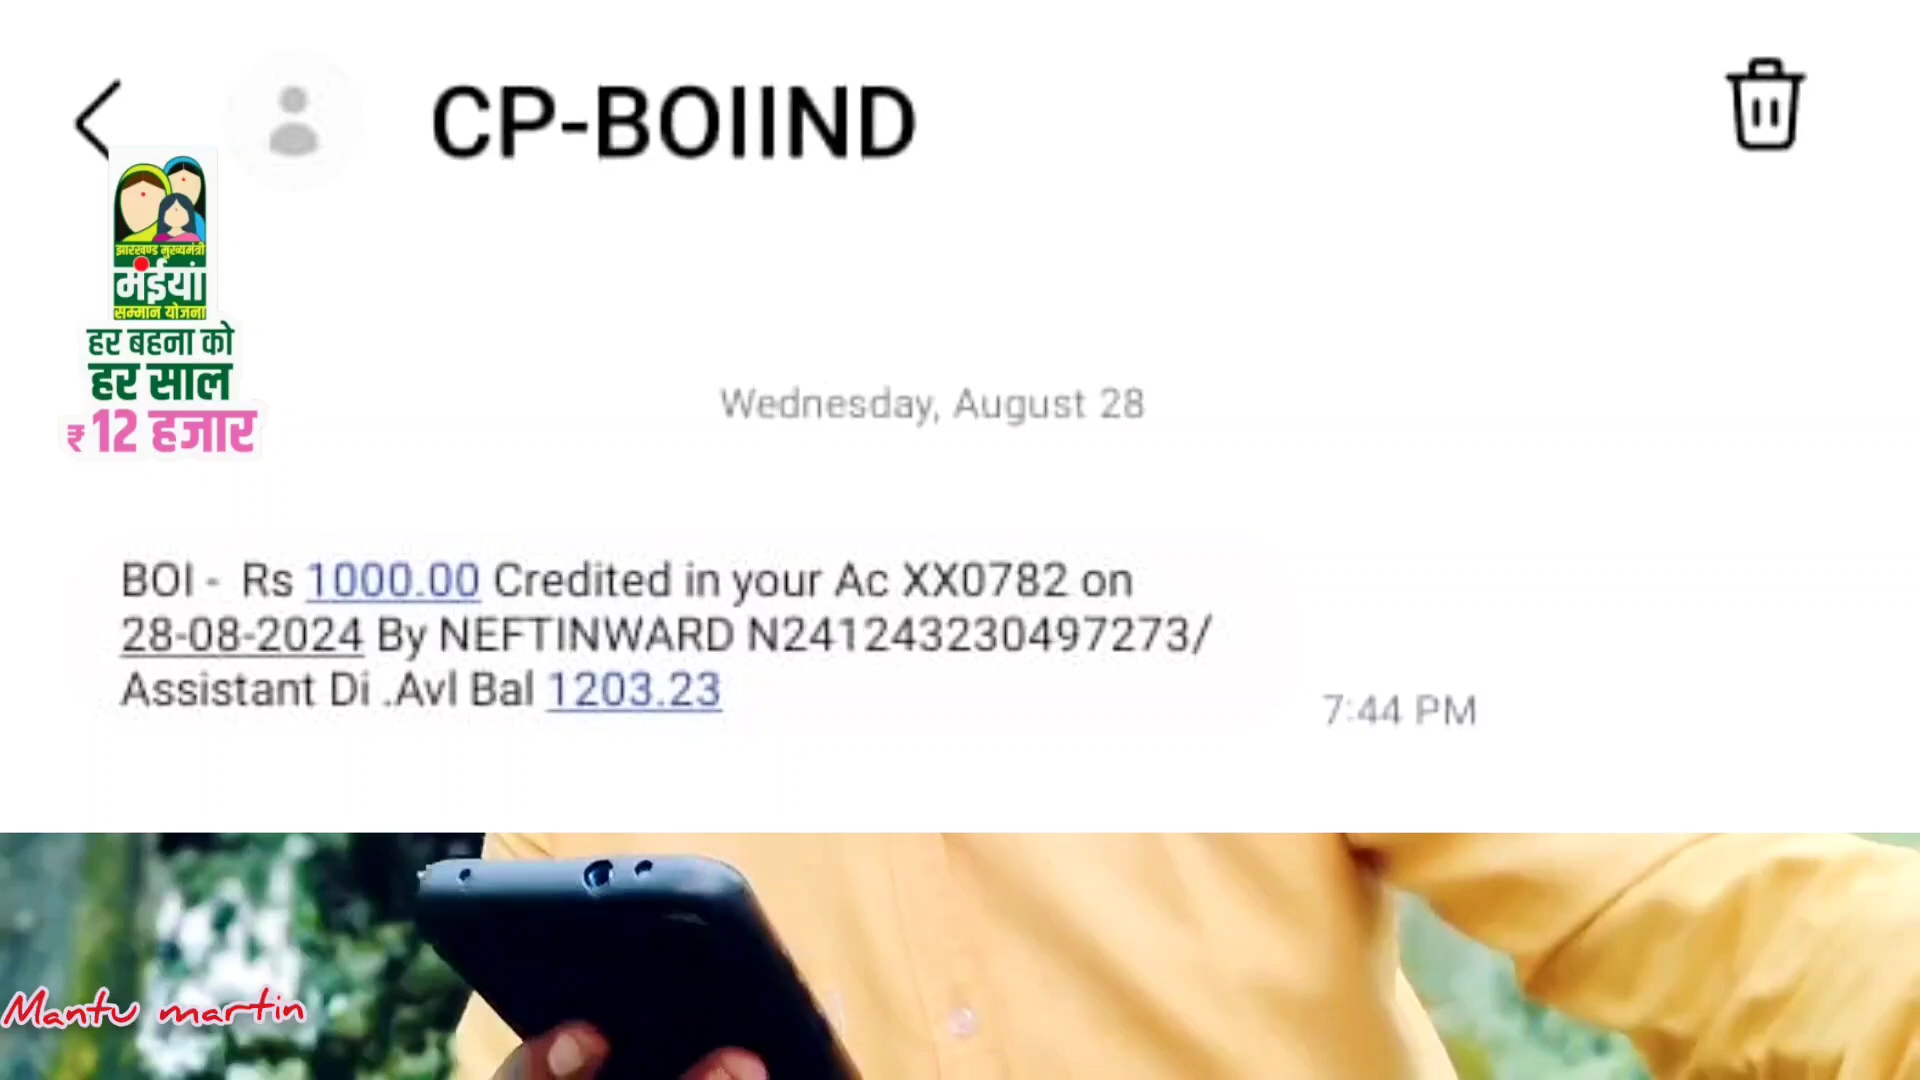 CP-BOIIND
झारखण्ड मुख्यमंत्री
मंईयां
सम्मान योजना
हर बहना को
हर साल
₹12 हजार
Wednesday, August 28
BOI - Rs 1000.00 Credited in your Ac XX0782 on
28-08-2024 By NEFTINWARD N241243230497273/
Assistant Di .Avl Bal 1203.23
7:44 PM
Mantu martin